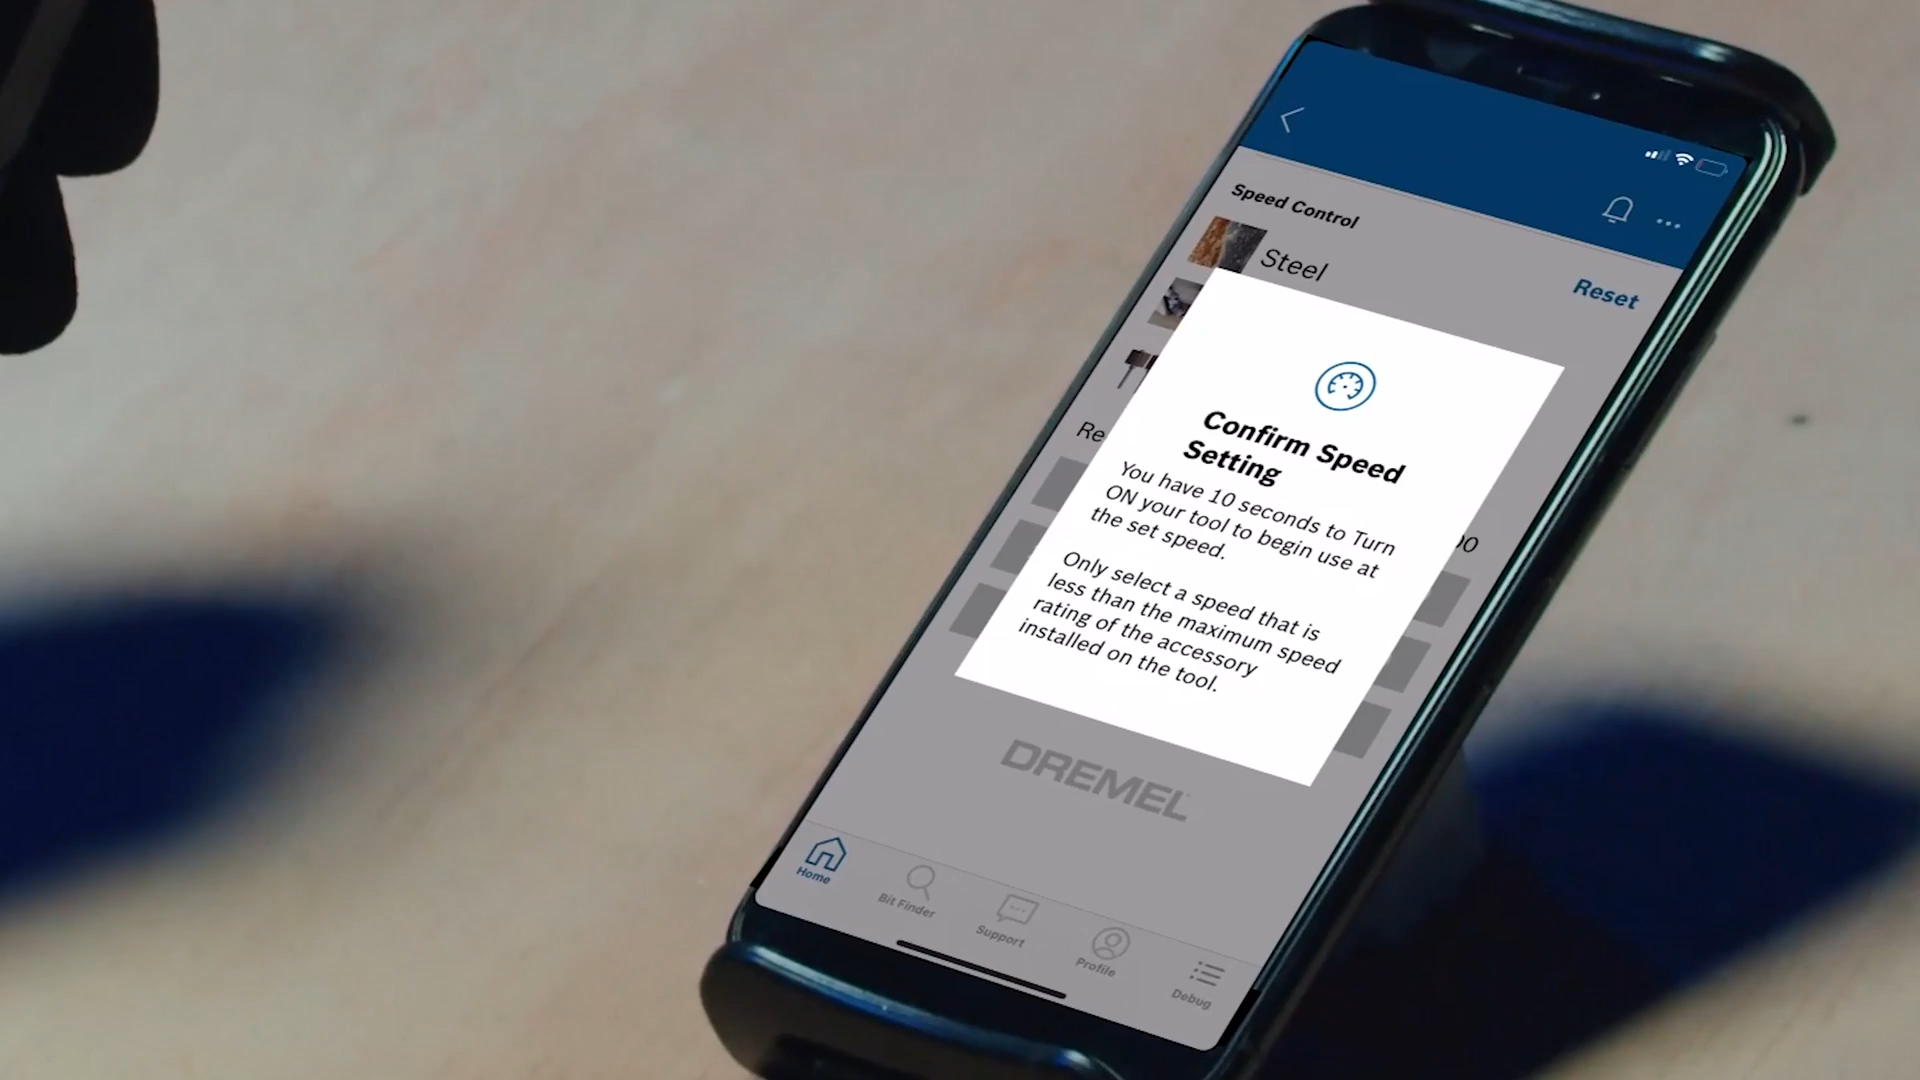 Speed Control
Steel
Reset
Confirm Speed
Setting
You have 10 seconds to Turn
ON your tool to begin use at
the set speed.
Only select a speed that is
less than the maximum speed
rating of the accessory
installed on the tool.
DREMEL
Home
Bit Finder
Support
Profile
Debug